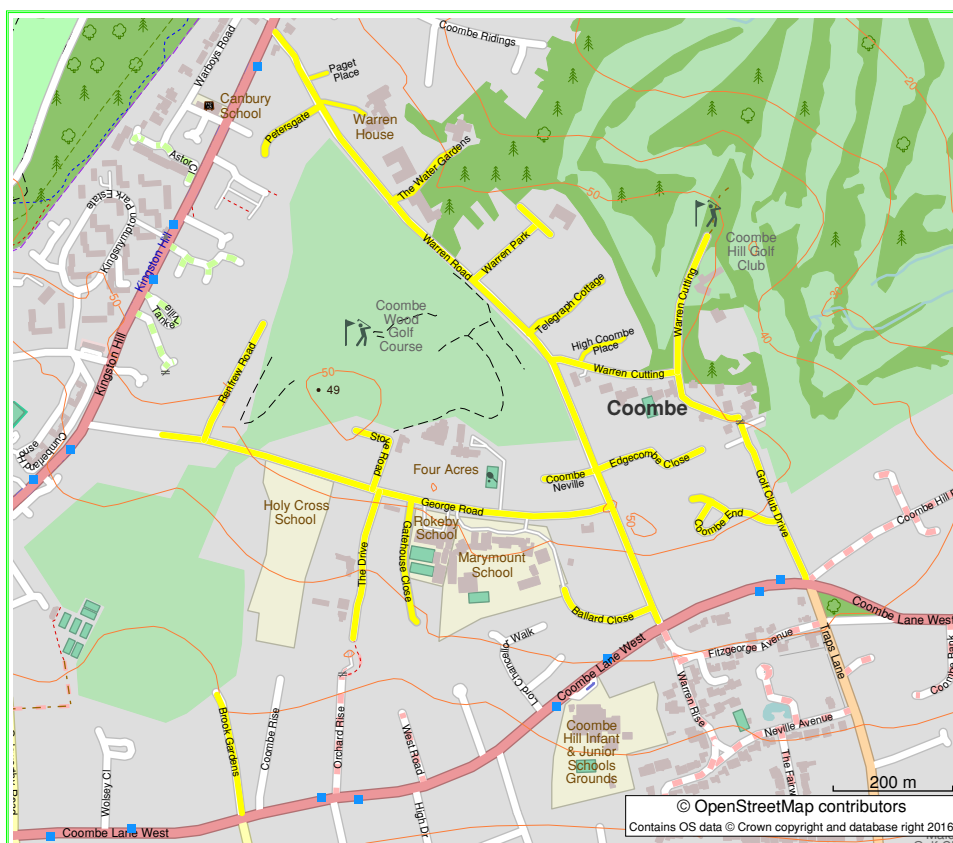 Coombe Ridings
20
Warboys Road
Paget
Place
Canbury
School
Petersgate
Warren
House
Astor Cl
The Water Gardens
50
Kingsnympton Park Estate
Kingston Hill
Warren Road
Warren Park
Coombe
Hill Golf
Club
50
Telegraph Cottage
Warren Cutting
Coombe
Wood
Golf
Course
40
Kingston Hill
Renfrew Road
High Coombe
Place
Warren Cutting
50
49
Coombe
Stoke Road
Four Acres
Coombe
Neville
Edgecombe Close
Golf Club Drive
Holy Cross
School
George Road
Rokeby
School
50
Coombe End
Coombe Hill
The Drive
Gatehouse Close
Marymount
School
Ballard Close
Coombe Lane West
Lord Chancellor Walk
Fitzgeorge Avenue
Traps Lane
Coombe Lane West
Warren Rise
Brook Gardens
Coombe Rise
Orchard Rise
West Road
Coombe
Hill Infant
& Junior
Schools
Grounds
Neville Avenue
Wolsey Cl
High Dr
The Fairw
200 m
Coombe Lane West
© OpenStreetMap contributors
Contains OS data © Crown copyright and database right 2016